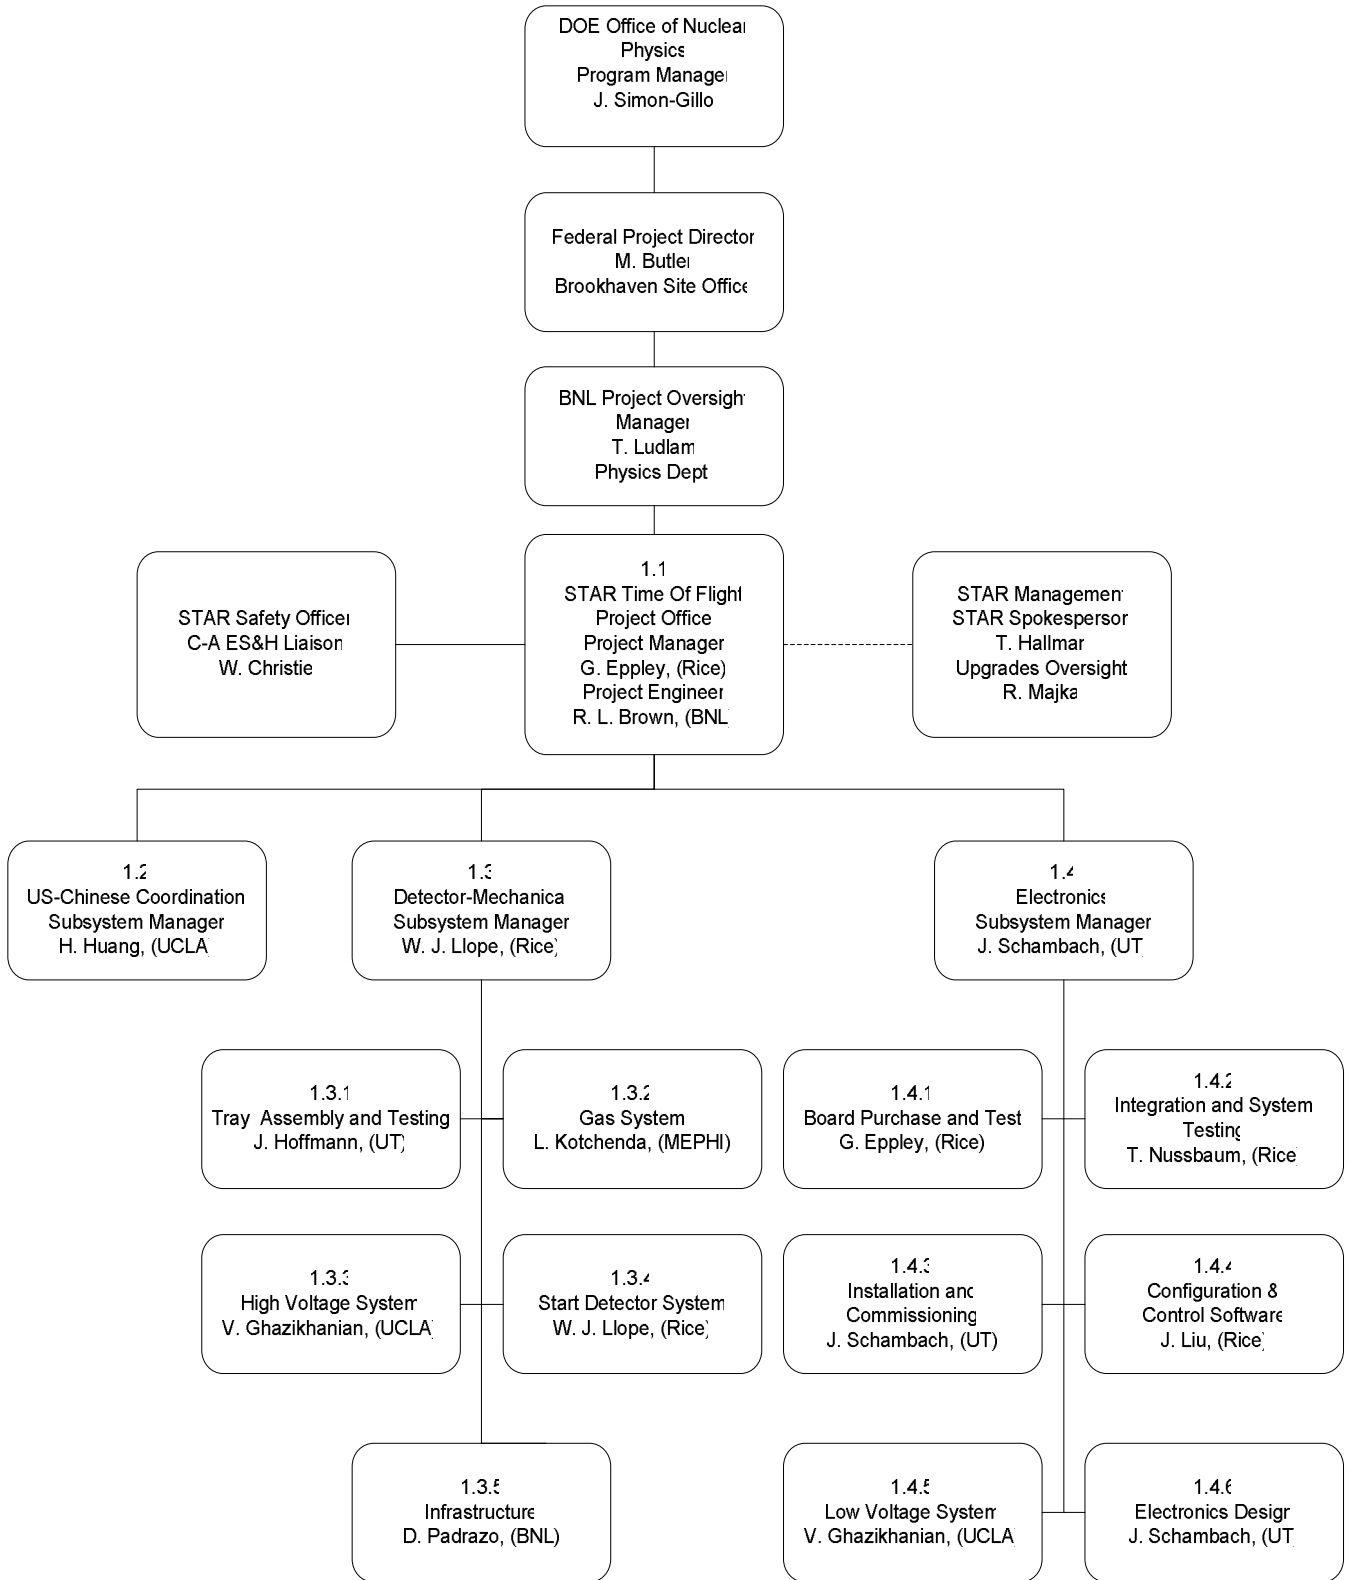 DOE Office of Nuclear
Physics
Program Manager
J. Simon-Gillo
Federal Project Director
M. Butler
Brookhaven Site Office
BNL Project Oversight
Manager
T. Ludlam
Physics Dept
1.1
STAR Time Of Flight
Project Office
Project Manager
G. Eppley, (Rice)
Project Engineer
R. L. Brown, (BNL)
STAR Safety Officer
C-A ES&H Liaison
W. Christie
STAR Management
STAR Spokesperson
T. Hallman
Upgrades Oversight
R. Majka
1.2
US-Chinese Coordination
Subsystem Manager
H. Huang, (UCLA)
1.3
Detector-Mechanical
Subsystem Manager
W. J. Llope, (Rice)
1.4
Electronics
Subsystem Manager
J. Schambach, (UT)
1.3.1
Tray Assembly and Testing
J. Hoffmann, (UT)
1.3.2
Gas System
L. Kotchenda, (MEPHI)
1.4.1
Board Purchase and Test
G. Eppley, (Rice)
1.4.2
Integration and System
Testing
T. Nussbaum, (Rice)
1.3.3
High Voltage System
V. Ghazikhanian, (UCLA)
1.3.4
Start Detector System
W. J. Llope, (Rice)
1.4.3
Installation and
Commissioning
J. Schambach, (UT)
1.4.4
Configuration &
Control Software
J. Liu, (Rice)
1.3.5
Infrastructure
D. Padrazo, (BNL)
1.4.5
Low Voltage System
V. Ghazikhanian, (UCLA)
1.4.6
Electronics Design
J. Schambach, (UT)